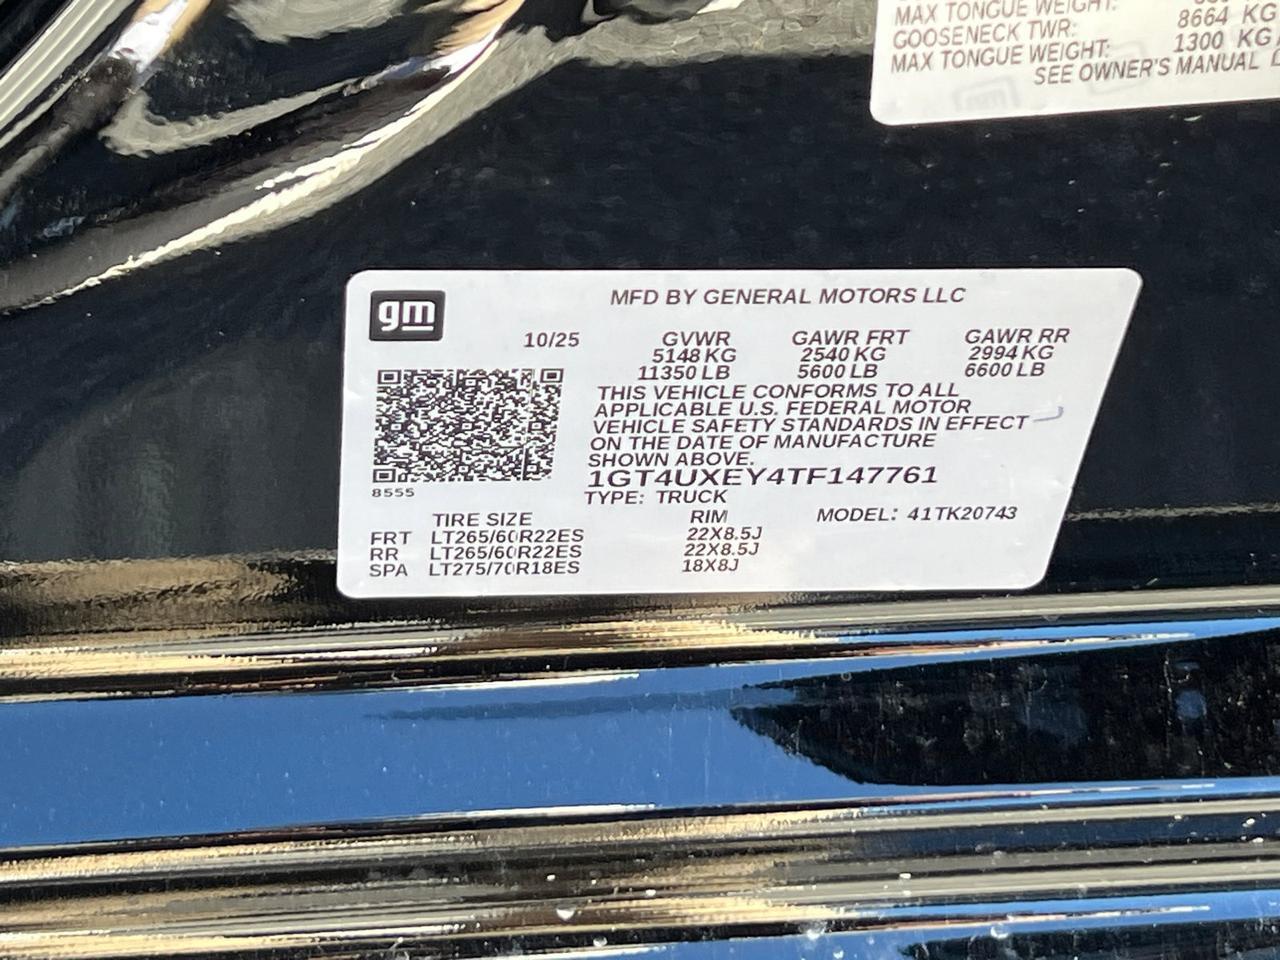 MAX TONGUE WEIGHT:
GOOSENECK TWR: 8664 KG
MAX TONGUE WEIGHT: 1300 KG
SEE OWNER'S MANUAL
gm
MFD BY GENERAL MOTORS LLC
10/25 GVWR GAWR FRT GAWR RR
5148 KG 2540 KG 2994 KG
11350 LB 5600 LB 6600 LB
THIS VEHICLE CONFORMS TO ALL
APPLICABLE U.S. FEDERAL MOTOR
VEHICLE SAFETY STANDARDS IN EFFECT
ON THE DATE OF MANUFACTURE
SHOWN ABOVE.
1GT4UXEY4TF147761
8555
TYPE: TRUCK
TIRE SIZE RIM MODEL: 41TK20743
FRT LT265/60R22ES 22X8.5J
RR LT265/60R22ES 22X8.5J
SPA LT275/70R18ES 18X8J